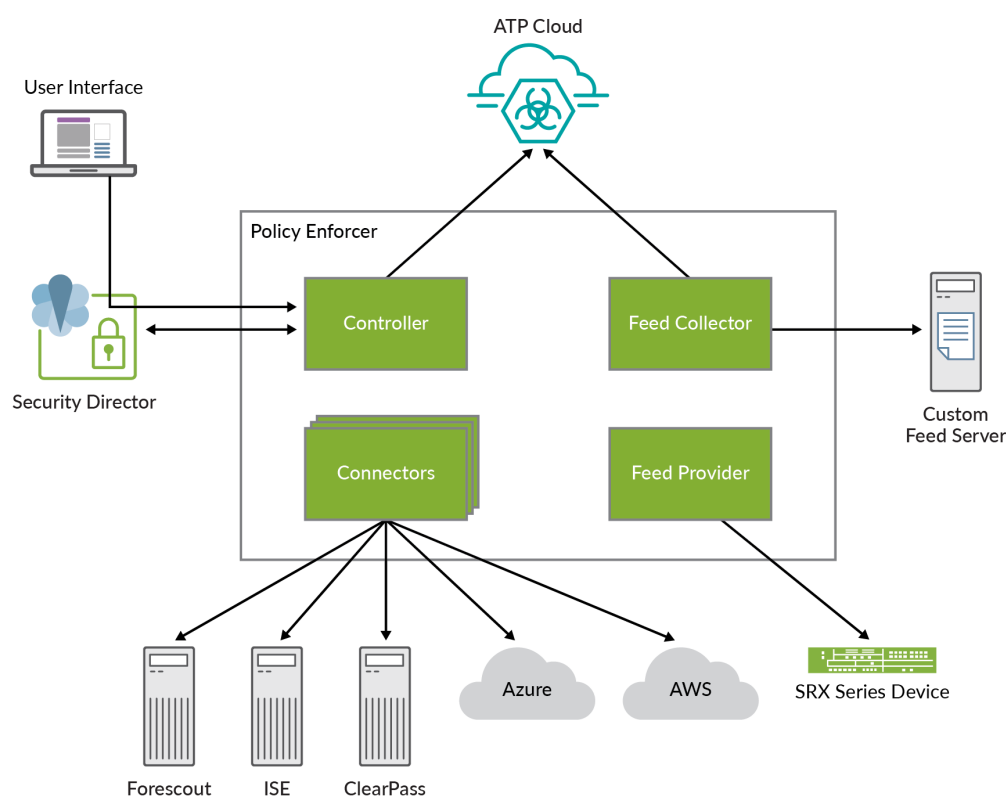 ATP Cloud
User Interface
Policy Enforcer
Controller
Feed Collector
Security Director
Custom
Feed Server
Connectors
Feed Provider
Azure
AWS
SRX Series Device
Forescout
ISE
ClearPass